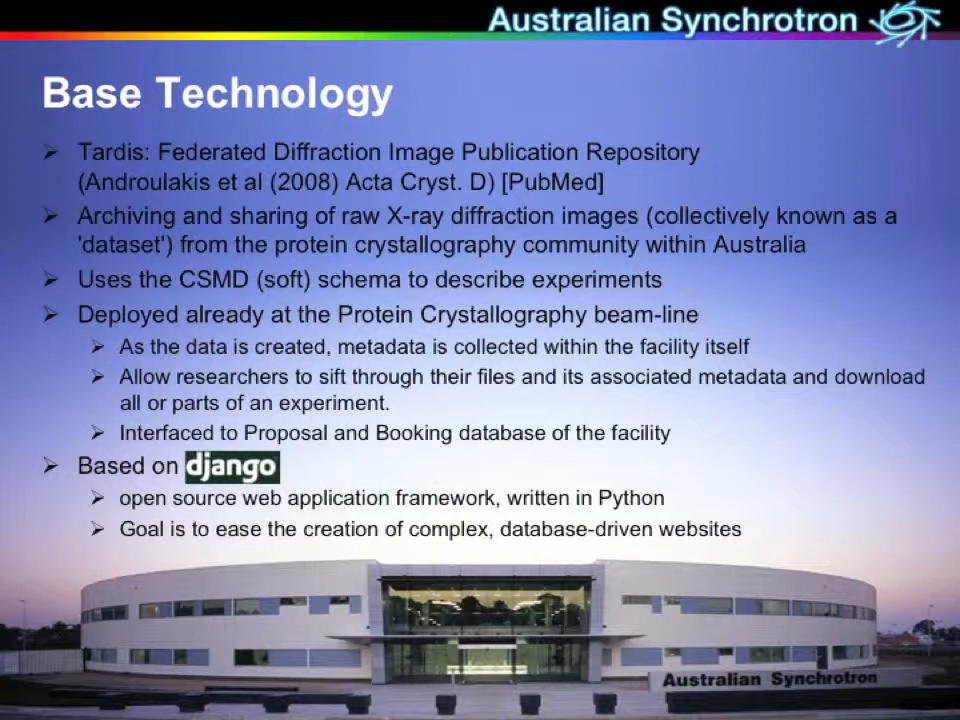 Australian Synchrotron
Base Technology
➢ Tardis: Federated Diffraction Image Publication Repository
(Androulakis et al (2008) Acta Cryst. D) [PubMed]
➢ Archiving and sharing of raw X-ray diffraction images (collectively known as a
'dataset') from the protein crystallography community within Australia
➢ Uses the CSMD (soft) schema to describe experiments
➢ Deployed already at the Protein Crystallography beam-line
➢ As the data is created, metadata is collected within the facility itself
➢ Allow researchers to sift through their files and its associated metadata and download
all or parts of an experiment.
➢ Interfaced to Proposal and Booking database of the facility
➢ Based on django
➢ open source web application framework, written in Python
➢ Goal is to ease the creation of complex, database-driven websites
Australian Synchrotron